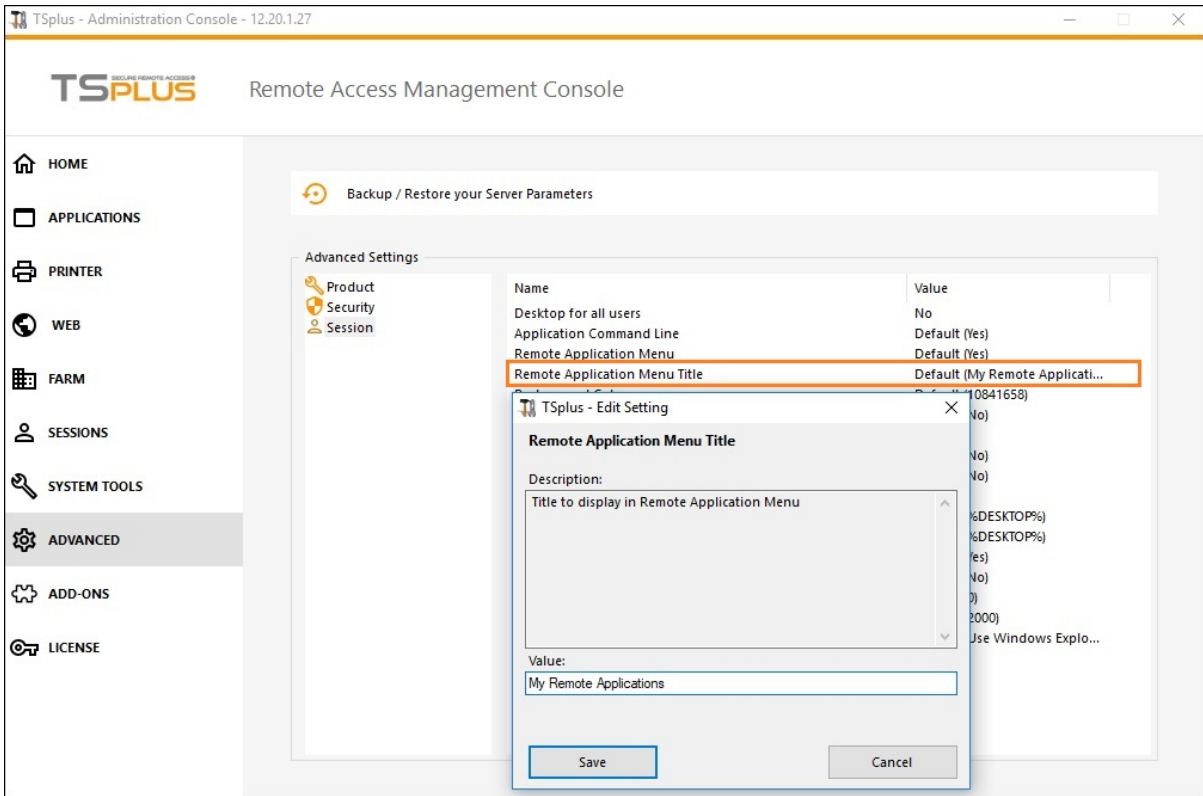 TSplus - Administration Console - 12.20.1.27
TSPLUS
SECURE REMOTE ACCESS
Remote Access Management Console
HOME
APPLICATIONS
PRINTER
WEB
FARM
SESSIONS
SYSTEM TOOLS
ADVANCED
ADD-ONS
LICENSE
Backup / Restore your Server Parameters
Advanced Settings
Product
Security
Session
Name Value
Desktop for all users No
Application Command Line Default (Yes)
Remote Application Menu Default (Yes)
Remote Application Menu Title Default (My Remote Applicati...
10841658)
No)
No)
No)
%DESKTOP%)
%DESKTOP%)
Yes)
No)
0)
2000)
Use Windows Explo...
TSplus - Edit Setting
Remote Application Menu Title
Description:
Title to display in Remote Application Menu
Value:
My Remote Applications
Save Cancel